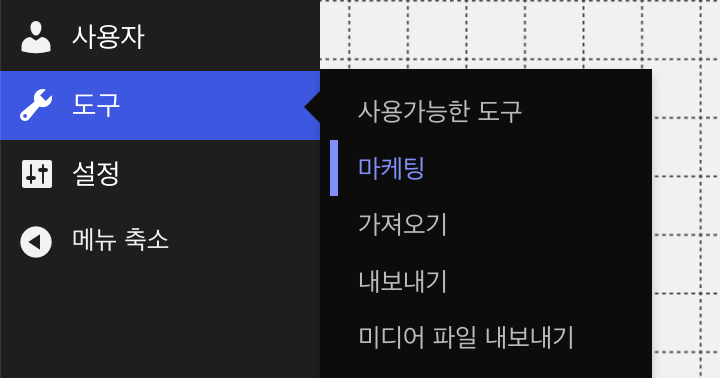 사용자
도구
설정
메뉴 축소
사용가능한 도구
마케팅
가져오기
내보내기
미디어 파일 내보내기